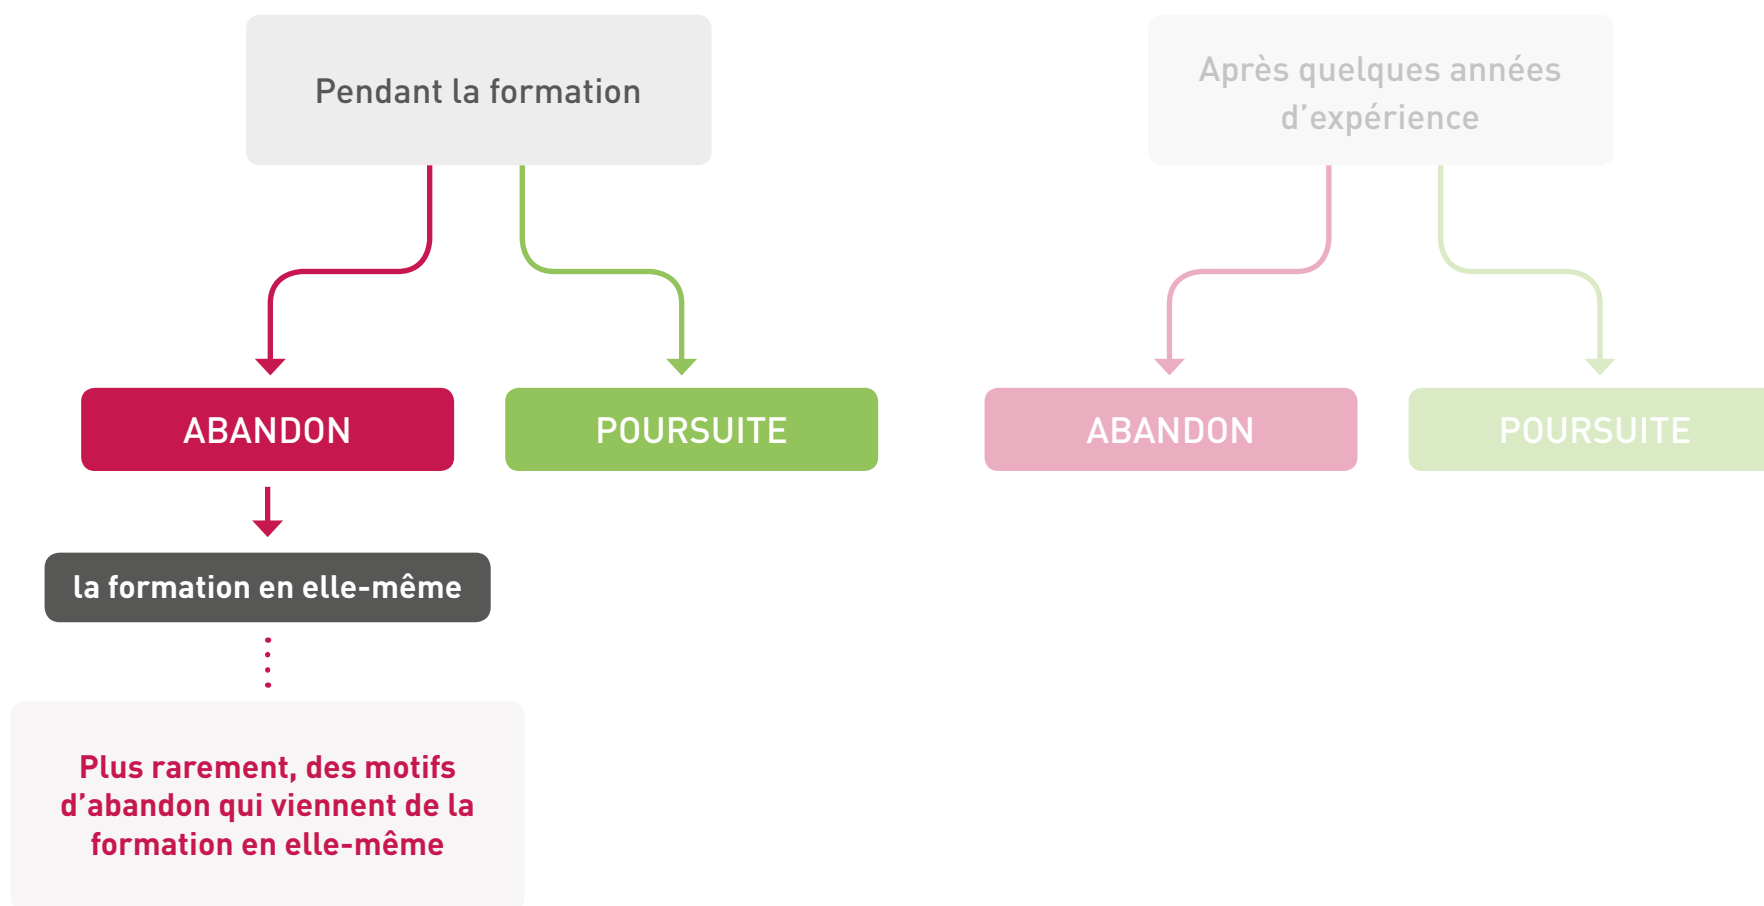 Pendant la formation
Après quelques années
d’expérience
ABANDON
POURSUITE
ABANDON
POURSUITE
la formation en elle-même
Plus rarement, des motifs
d’abandon qui viennent de la
formation en elle-même